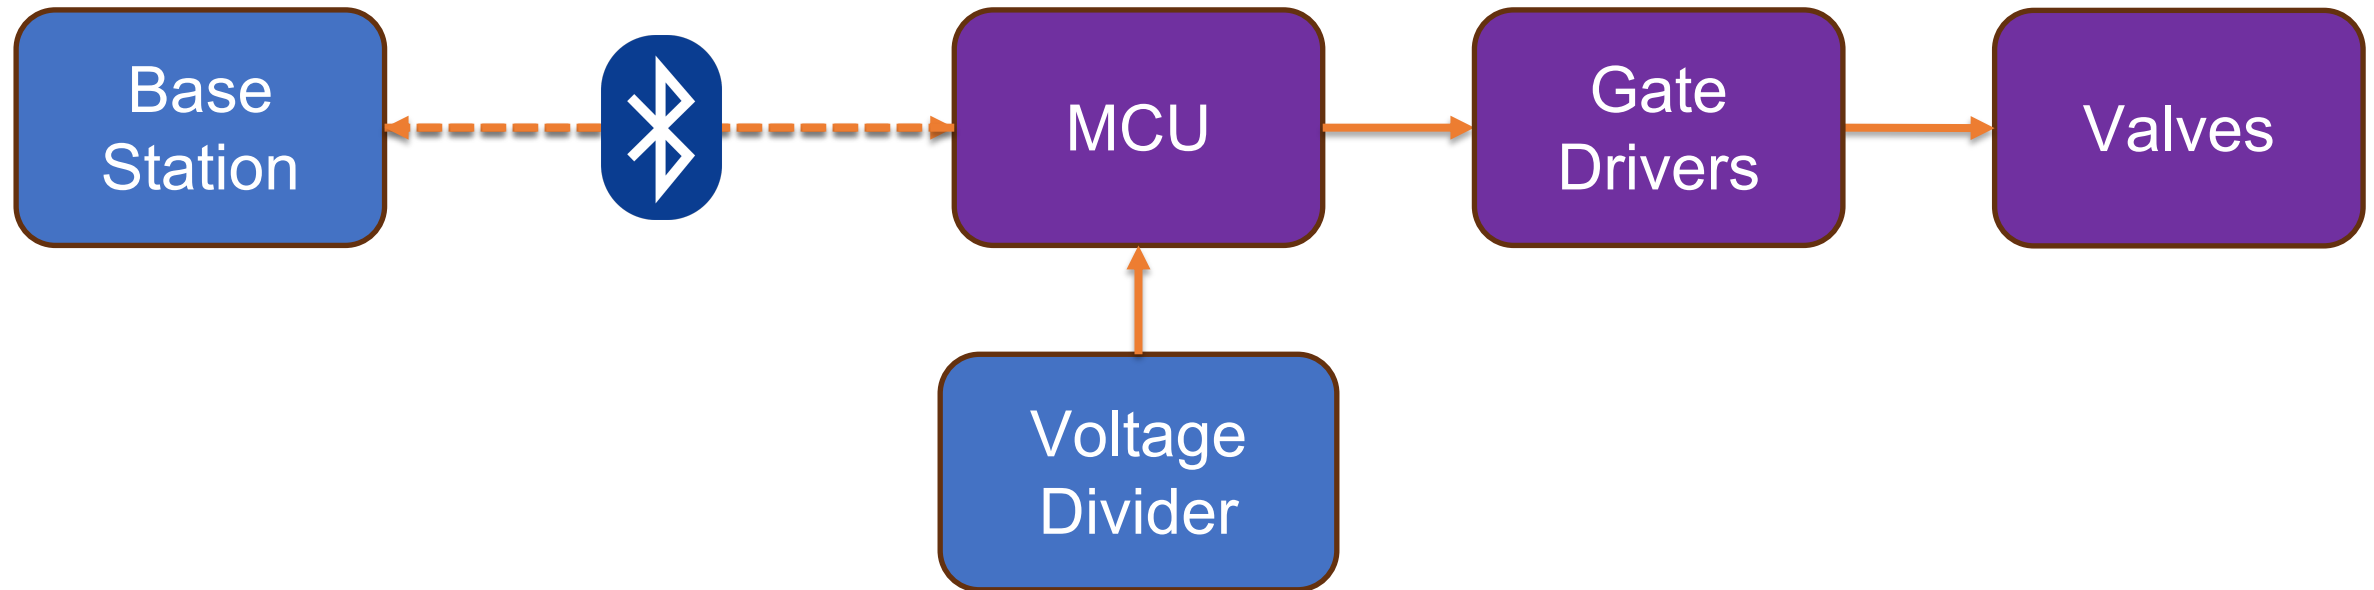 Base
Station
MCU
Gate
Drivers
Valves
Voltage
Divider